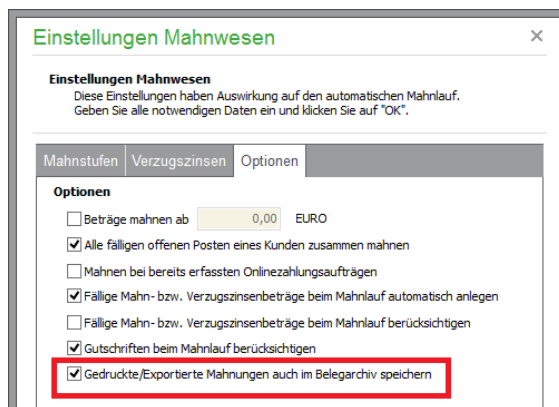 Einstellungen Mahnwesen
Einstellungen Mahnwesen
Diese Einstellungen haben Auswirkung auf den automatischen Mahnlauf.
Geben Sie alle notwendigen Daten ein und klicken Sie auf "OK".
Mahnstufen Verzugszinsen Optionen
Optionen
Beträge mahnen ab 0,00 EURO
Alle fälligen offenen Posten eines Kunden zusammen mahnen
Mahnen bei bereits erfassten Onlinezahlungsaufträgen
Fällige Mahn- bzw. Verzugszinsenbeträge beim Mahnlauf automatisch anlegen
Fällige Mahn- bzw. Verzugszinsenbeträge beim Mahnlauf berücksichtigen
Gutschriften beim Mahnlauf berücksichtigen
Gedruckte/Exportierte Mahnungen auch im Belegarchiv speichern